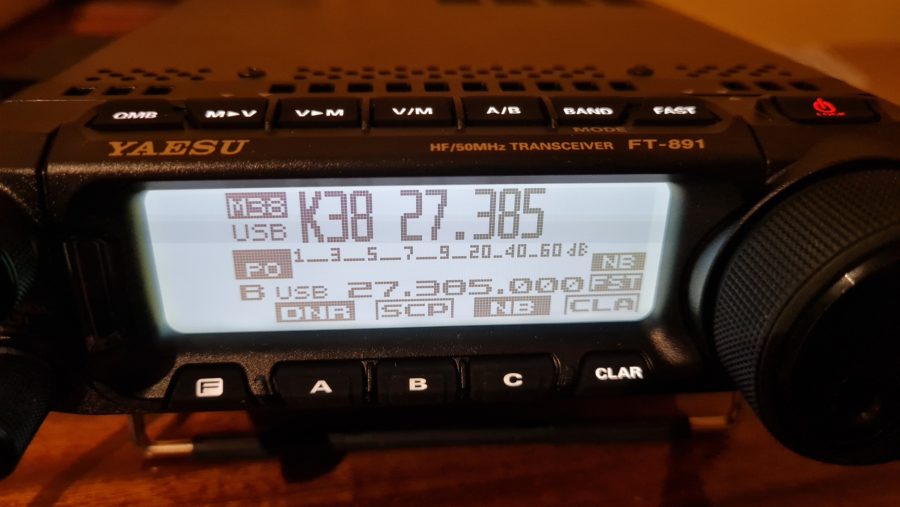 QMB M▶V V▶M V/M A/B BAND FAST
MODE LOCK
YAESU HF/50MHz TRANSCEIVER FT-891
M38 K38 27.385
USB
1__3__5__7__9__20_40_60 dB
PO NB
B USB 27.385.000 FST
DNR SCP NB CLA
F A B C CLAR